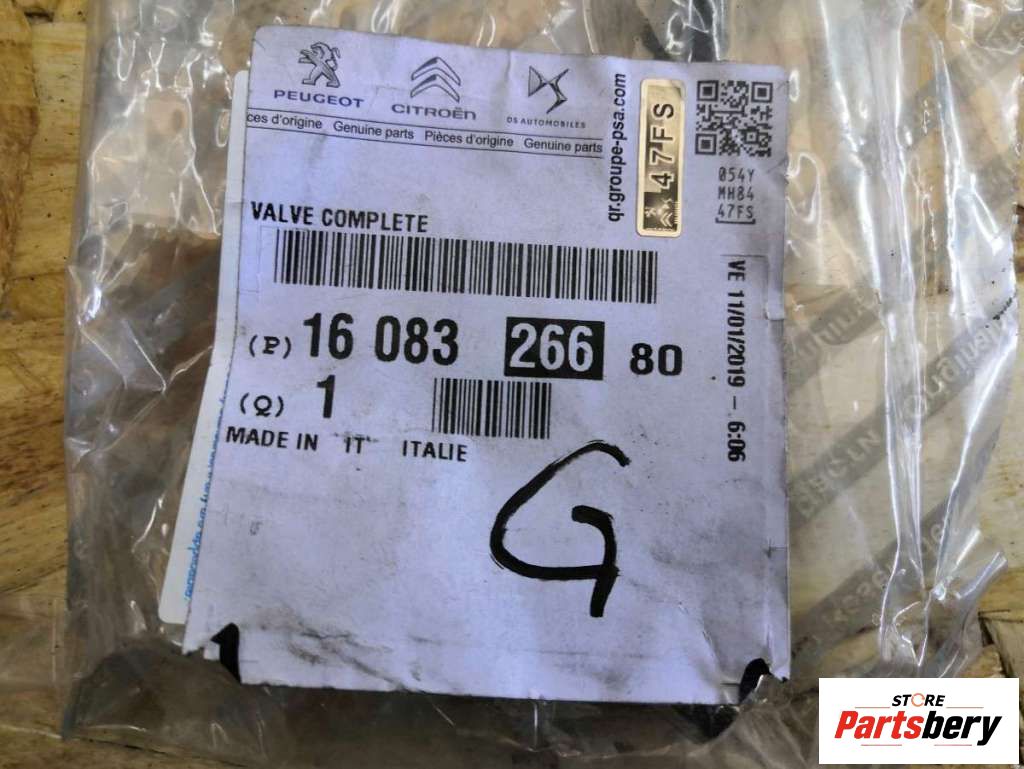 PEUGEOT
CITROËN
DS AUTOMOBILES
ces d'origine Genuine parts Pièces d'origine Genuine parts
qr.groupe-psa.com
47FS
054Y
MH84
47FS
VALVE COMPLETE
(P) 16 083 266 80
(Q) 1
MADE IN "IT" ITALIE
VE 11/01/2019 - 6:06
G
STORE
Partsbery